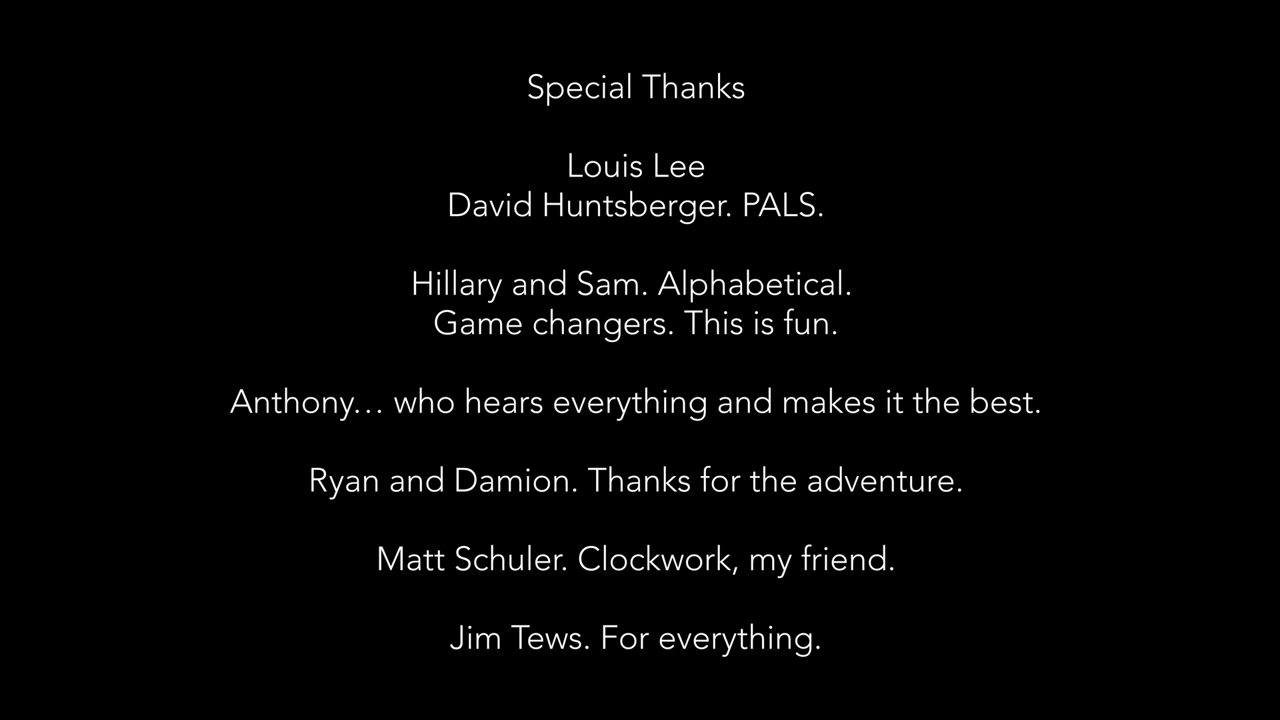 Special Thanks
Louis Lee
David Huntsberger. PALS.
Hillary and Sam. Alphabetical.
Game changers. This is fun.
Anthony… who hears everything and makes it the best.
Ryan and Damion. Thanks for the adventure.
Matt Schuler. Clockwork, my friend.
Jim Tews. For everything.